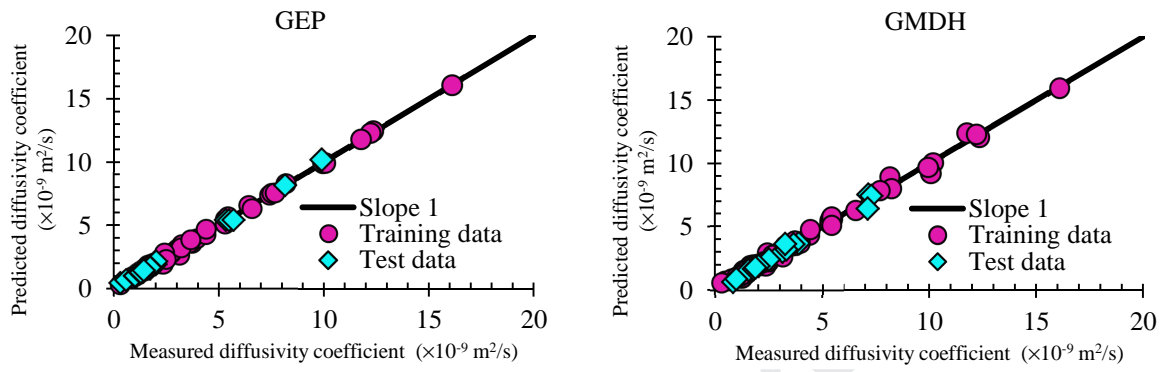 GEP
Predicted diffusivity coefficient
(×10⁻⁹ m²/s)
20
15
10
5
0
Slope 1
Training data
Test data
0 5 10 15 20
Measured diffusivity coefficient (×10⁻⁹ m²/s)
GMDH
Predicted diffusivity coefficient
(×10⁻⁹ m²/s)
20
15
10
5
0
Slope 1
Training data
Test data
0 5 10 15 20
Measured diffusivity coefficient (×10⁻⁹ m²/s)